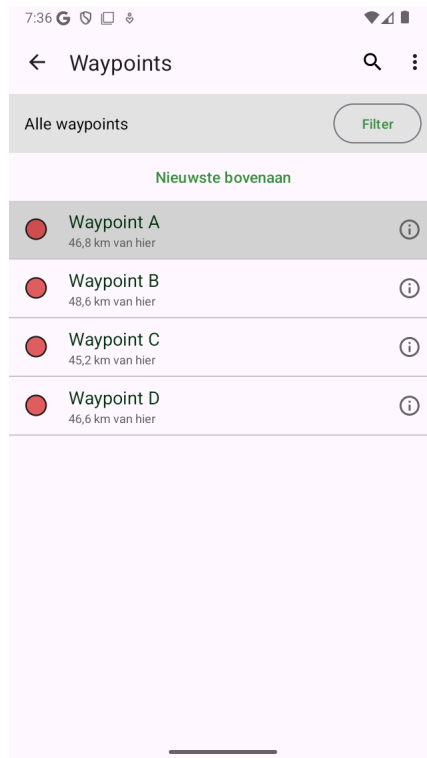 7:36
Waypoints
Alle waypoints
Filter
Nieuwste bovenaan
Waypoint A
46,8 km van hier
Waypoint B
48,6 km van hier
Waypoint C
45,2 km van hier
Waypoint D
46,6 km van hier